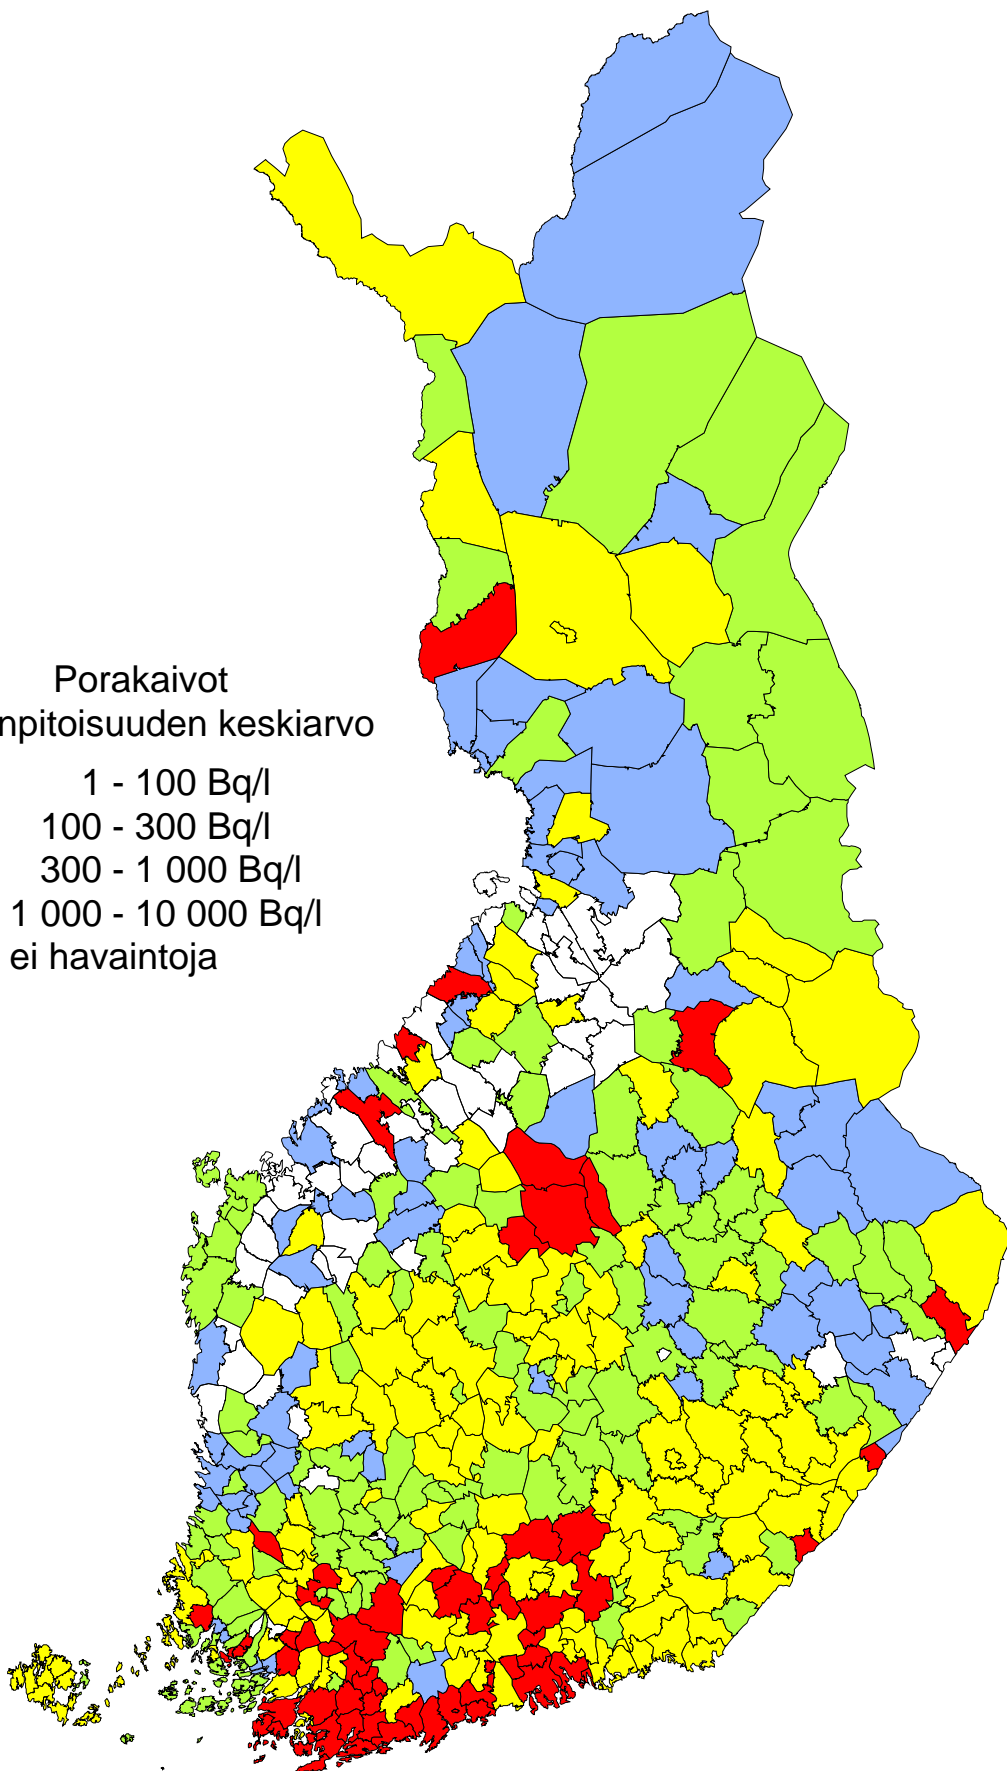 Porakaivot
npitoisuuden keskiarvo
1 - 100 Bq/l
100 - 300 Bq/l
300 - 1 000 Bq/l
1 000 - 10 000 Bq/l
ei havaintoja